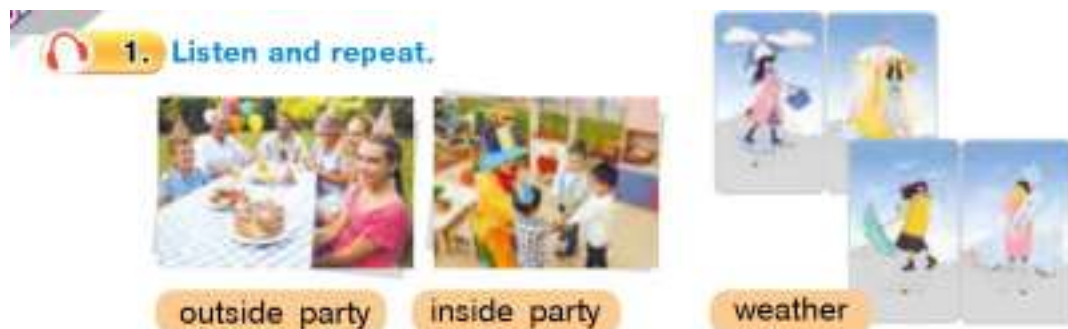 1. Listen and repeat.
outside party
inside party
weather